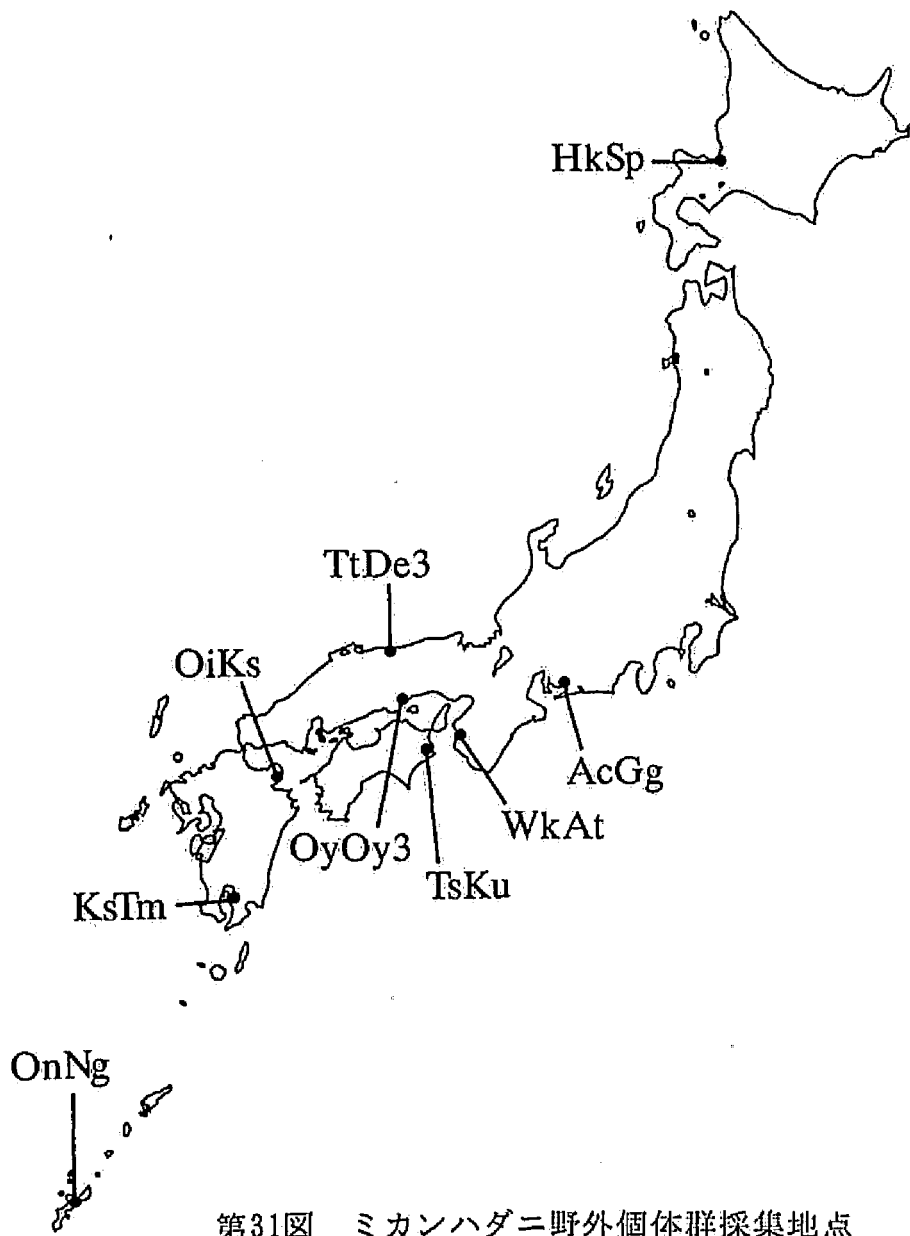 HkSp
TtDe3
OiKs
AcGg
WkAt
OyOy3
TsKu
KsTm
OnNg
第31図 ミカンハダニ野外個体群採集地点